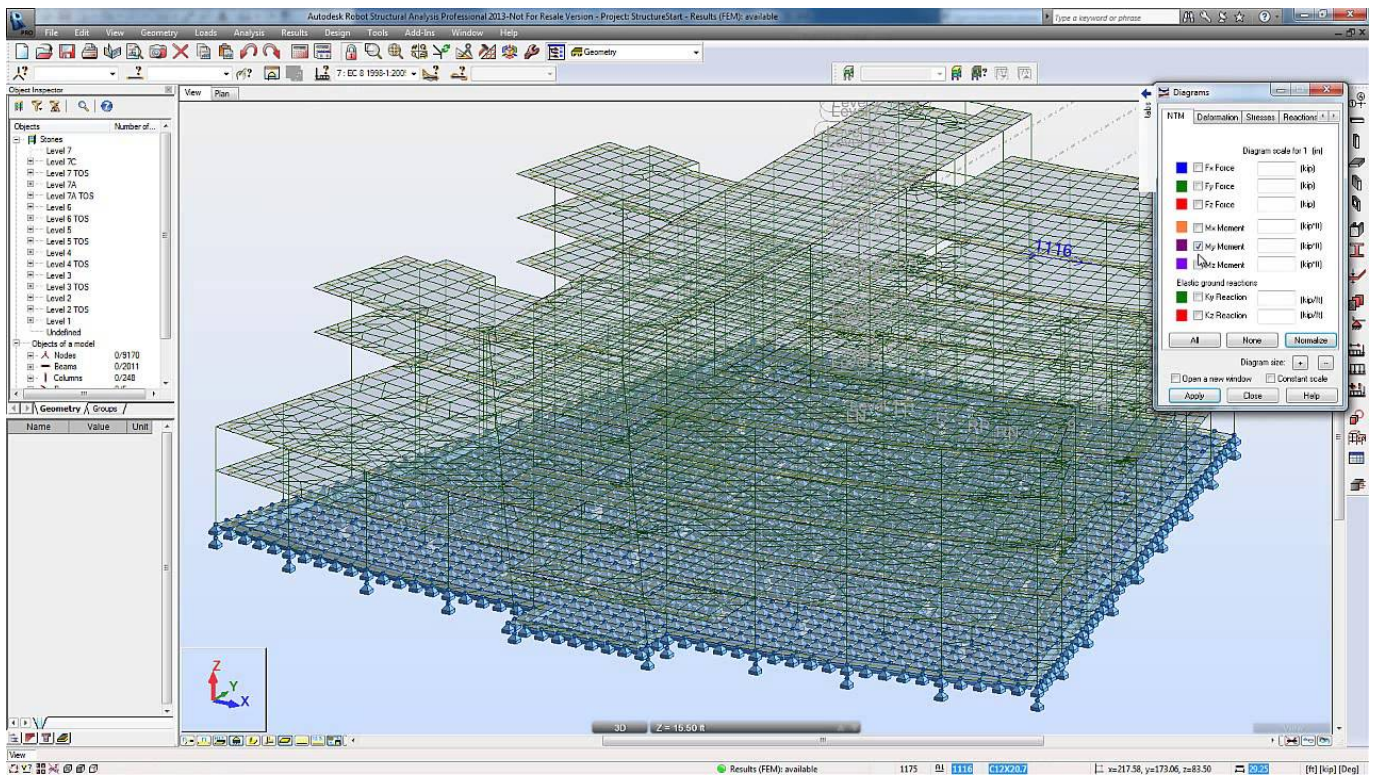 Autodesk Robot Structural Analysis Professional 2013-Not For Resale Version - Project: StructureStart - Results (FEM): available
Type a keyword or phrase
PRO
File Edit View Geometry Loads Analysis Results Design Tools Add-Ins Window Help
Geometry
7 : EC 8 1998-1:200
Object Inspector
View Plan
Objects Number of...
Stories
Level 7
Level 7C
Level 7 TOS
Level 7A
Level 7A TOS
Level 6
Level 6 TOS
Level 5
Level 5 TOS
Level 4
Level 4 TOS
Level 3
Level 3 TOS
Level 2
Level 2 TOS
Level 1
Undefined
Objects of a model
Nodes 0/9170
Beams 0/2011
Columns 0/248
Geometry Groups
Name Value Unit
1116
Diagrams
NTM Deformation Stresses Reactions
Diagram scale for 1 (in)
Fx Force (kip)
Fy Force (kip)
Fz Force (kip)
Mx Moment (kip*ft)
My Moment (kip*ft)
Mz Moment (kip*ft)
Elastic ground reactions
Ky Reaction (kip/ft)
Kz Reaction (kip/ft)
All None Normalize
Diagram size: + -
Open a new window Constant scale
Apply Close Help
Z
Y
X
3D Z = 15.50 ft
View
Results (FEM): available 1175 1116 C12X20.7 x=217.58, y=173.06, z=83.50 29.25 [ft] [kip] [Deg]